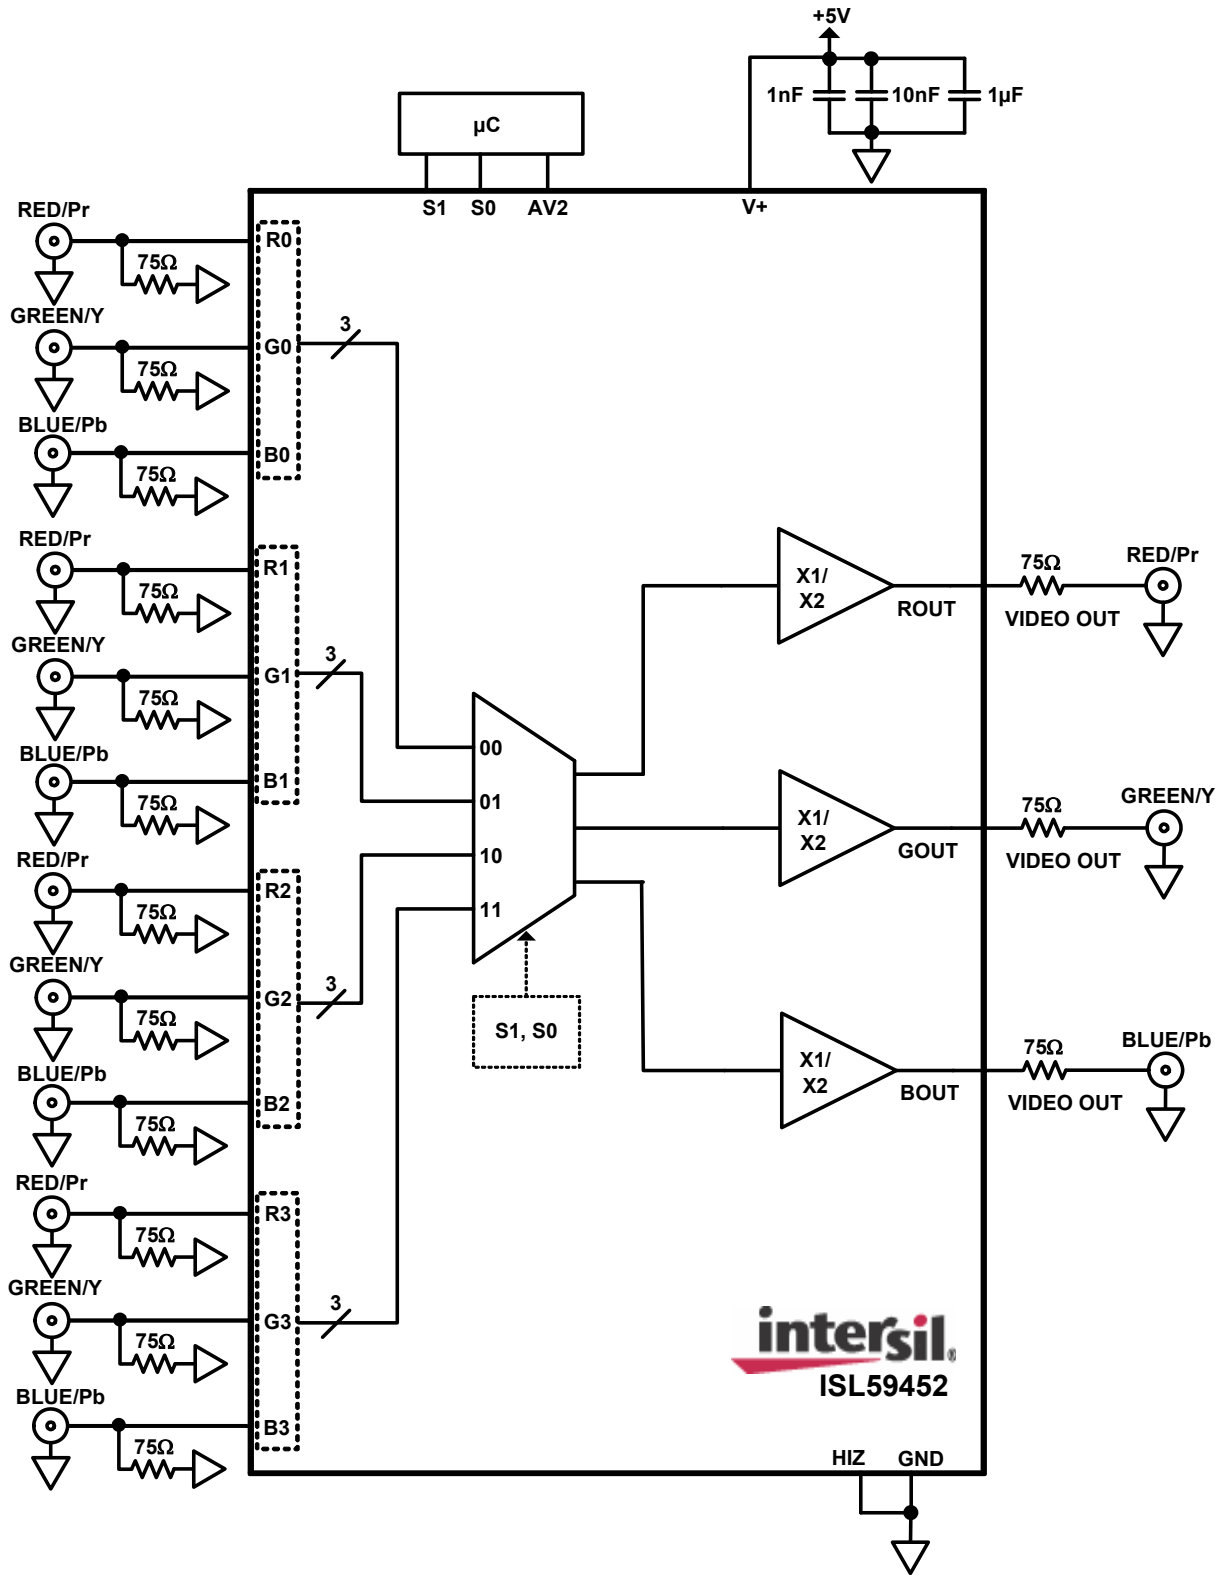 +5V
1nF
10nF
1µF
µC
S1
S0
AV2
V+
RED/Pr
75Ω
R0
GREEN/Y
75Ω
G0
3
BLUE/Pb
75Ω
B0
RED/Pr
75Ω
R1
GREEN/Y
75Ω
G1
3
BLUE/Pb
75Ω
B1
RED/Pr
75Ω
R2
GREEN/Y
75Ω
G2
3
BLUE/Pb
75Ω
B2
RED/Pr
75Ω
R3
GREEN/Y
75Ω
G3
3
BLUE/Pb
75Ω
B3
00
01
10
11
S1, S0
X1/
X2
ROUT
75Ω
VIDEO OUT
RED/Pr
X1/
X2
GOUT
75Ω
VIDEO OUT
GREEN/Y
X1/
X2
BOUT
75Ω
VIDEO OUT
BLUE/Pb
intersil®
ISL59452
HIZ
GND